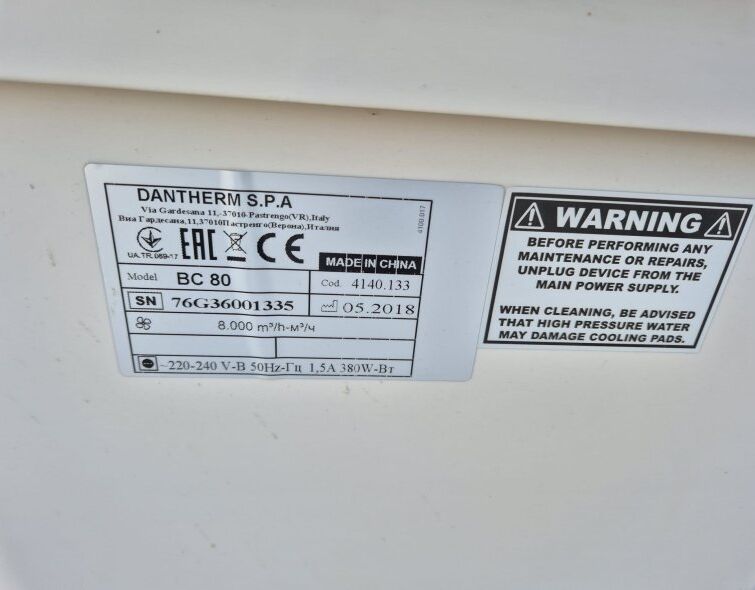 DANTHERM S.P.A
Via Gardesana 11,-37010-Pastrengo(VR),Italy
Виа Гардесана,11,37010Пастренго(Верона),Италия
4109.017
UA.TR.069-17
EAC CE
MADE IN CHINA
Model BC 80 Cod. 4140.133
SN 76G36001335 05.2018
8.000 m³/h-м³/ч
~220-240 V-В 50Hz-Гц 1,5A 380W-Вт
WARNING
BEFORE PERFORMING ANY
MAINTENANCE OR REPAIRS,
UNPLUG DEVICE FROM THE
MAIN POWER SUPPLY.
WHEN CLEANING, BE ADVISED
THAT HIGH PRESSURE WATER
MAY DAMAGE COOLING PADS.